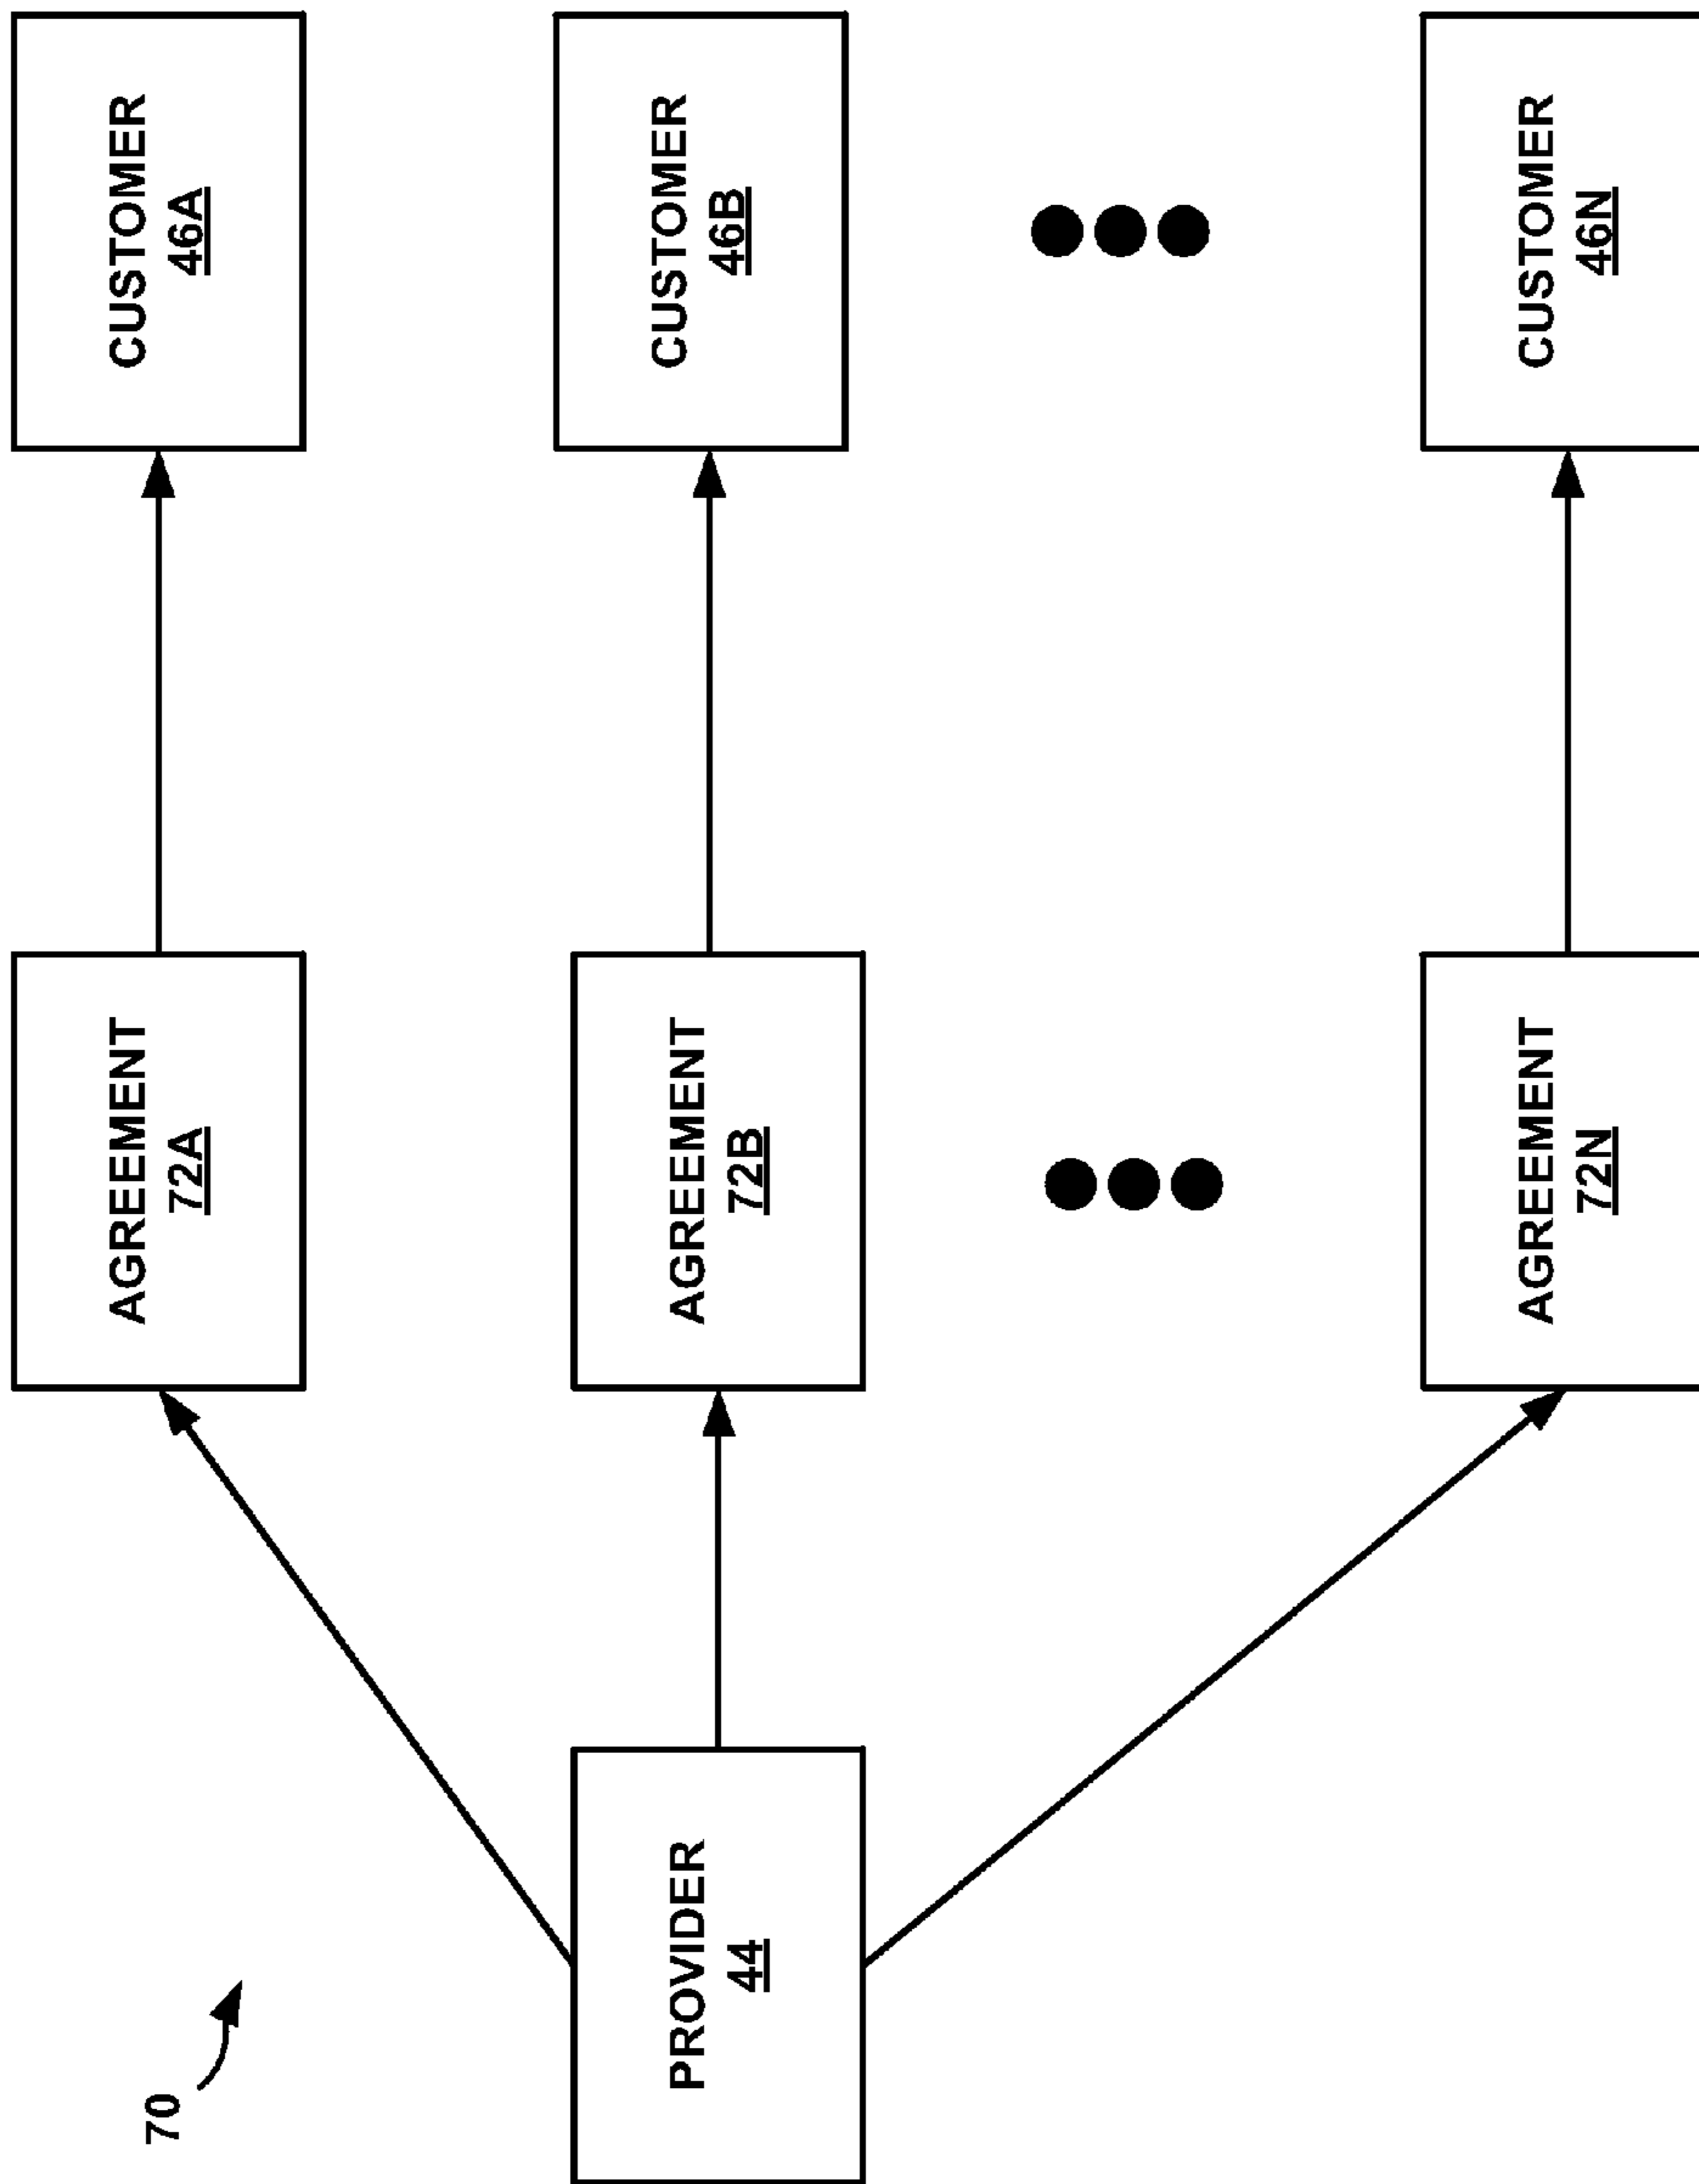 70
AGREEMENT
72A
CUSTOMER
46A
PROVIDER
44
AGREEMENT
72B
CUSTOMER
46B
AGREEMENT
72N
CUSTOMER
46N